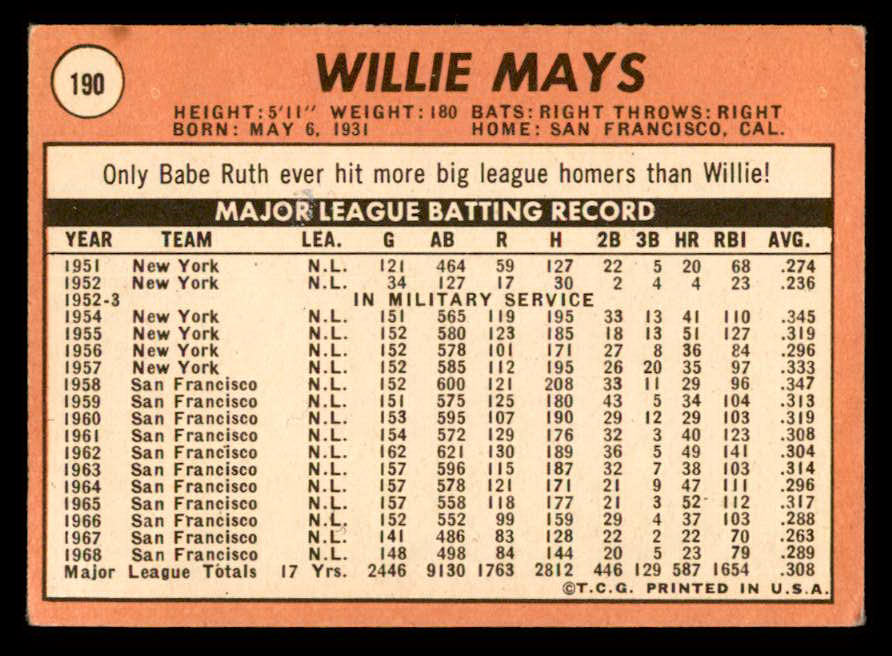 190
WILLIE MAYS
HEIGHT: 5'11" WEIGHT: 180 BATS: RIGHT THROWS: RIGHT
BORN: MAY 6, 1931 HOME: SAN FRANCISCO, CAL.
Only Babe Ruth ever hit more big league homers than Willie!
MAJOR LEAGUE BATTING RECORD
YEAR TEAM LEA. G AB R H 2B 3B HR RBI AVG.
1951 New York N.L. 121 464 59 127 22 5 20 68 .274
1952 New York N.L. 34 127 17 30 2 4 4 23 .236
1952-3 IN MILITARY SERVICE
1954 New York N.L. 151 565 119 195 33 13 41 110 .345
1955 New York N.L. 152 580 123 185 18 13 51 127 .319
1956 New York N.L. 152 578 101 171 27 8 36 84 .296
1957 New York N.L. 152 585 112 195 26 20 35 97 .333
1958 San Francisco N.L. 152 600 121 208 33 11 29 96 .347
1959 San Francisco N.L. 151 575 125 180 43 5 34 104 .313
1960 San Francisco N.L. 153 595 107 190 29 12 29 103 .319
1961 San Francisco N.L. 154 572 129 176 32 3 40 123 .308
1962 San Francisco N.L. 162 621 130 189 36 5 49 141 .304
1963 San Francisco N.L. 157 596 115 187 32 7 38 103 .314
1964 San Francisco N.L. 157 578 121 171 21 9 47 111 .296
1965 San Francisco N.L. 157 558 118 177 21 3 52 112 .317
1966 San Francisco N.L. 152 552 99 159 29 4 37 103 .288
1967 San Francisco N.L. 141 486 83 128 22 2 22 70 .263
1968 San Francisco N.L. 148 498 84 144 20 5 23 79 .289
Major League Totals 17 Yrs. 2446 9130 1763 2812 446 129 587 1654 .308
©T.C.G. PRINTED IN U.S.A.